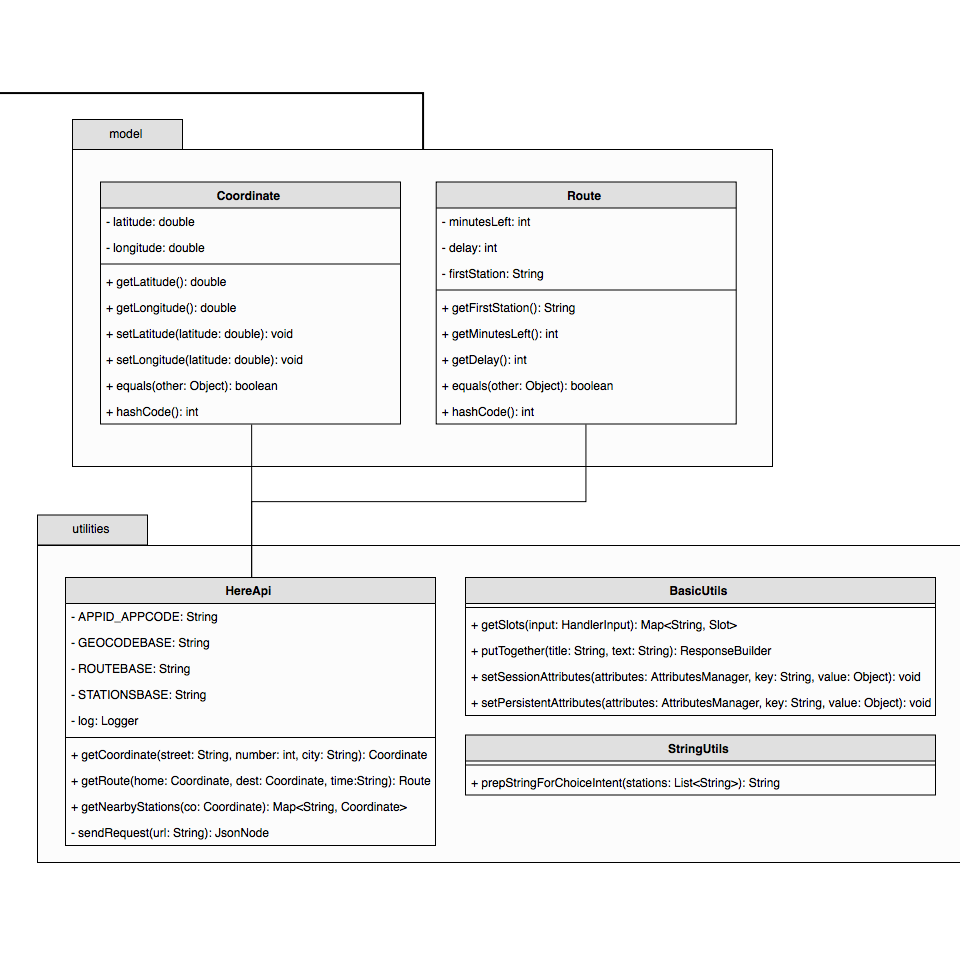 model
Coordinate
- latitude: double
- longitude: double
+ getLatitude(): double
+ getLongitude(): double
+ setLatitude(latitude: double): void
+ setLongitude(latitude: double): void
+ equals(other: Object): boolean
+ hashCode(): int
Route
- minutesLeft: int
- delay: int
- firstStation: String
+ getFirstStation(): String
+ getMinutesLeft(): int
+ getDelay(): int
+ equals(other: Object): boolean
+ hashCode(): int
utilities
HereApi
- APPID_APPCODE: String
- GEOCODEBASE: String
- ROUTEBASE: String
- STATIONSBASE: String
- log: Logger
+ getCoordinate(street: String, number: int, city: String): Coordinate
+ getRoute(home: Coordinate, dest: Coordinate, time:String): Route
+ getNearbyStations(co: Coordinate): Map<String, Coordinate>
- sendRequest(url: String): JsonNode
BasicUtils
+ getSlots(input: HandlerInput): Map<String, Slot>
+ putTogether(title: String, text: String): ResponseBuilder
+ setSessionAttributes(attributes: AttributesManager, key: String, value: Object): void
+ setPersistentAttributes(attributes: AttributesManager, key: String, value: Object): void
StringUtils
+ prepStringForChoiceIntent(stations: List<String>): String